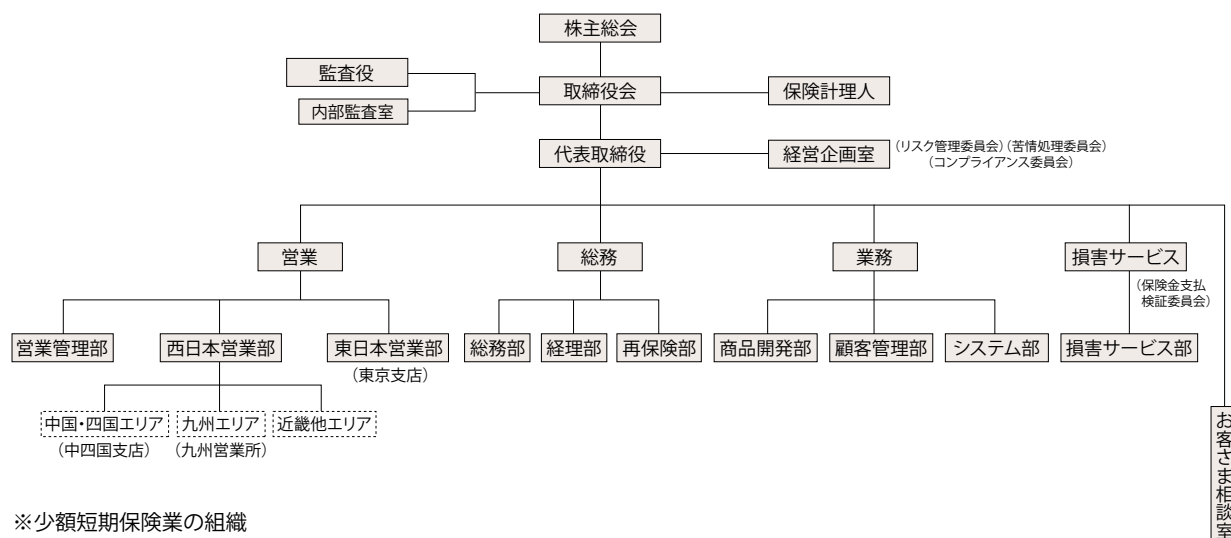 株主総会
監査役
取締役会
保険計理人
内部監査室
代表取締役
経営企画室
（リスク管理委員会）（苦情処理委員会）
（コンプライアンス委員会）
営業
総務
業務
損害サービス
（保険金支払
検証委員会）
営業管理部
西日本営業部
東日本営業部
（東京支店）
総務部
経理部
再保険部
商品開発部
顧客管理部
システム部
損害サービス部
中国・四国エリア
（中四国支店）
九州エリア
（九州営業所）
近畿他エリア
お客さま相談室
※少額短期保険業の組織